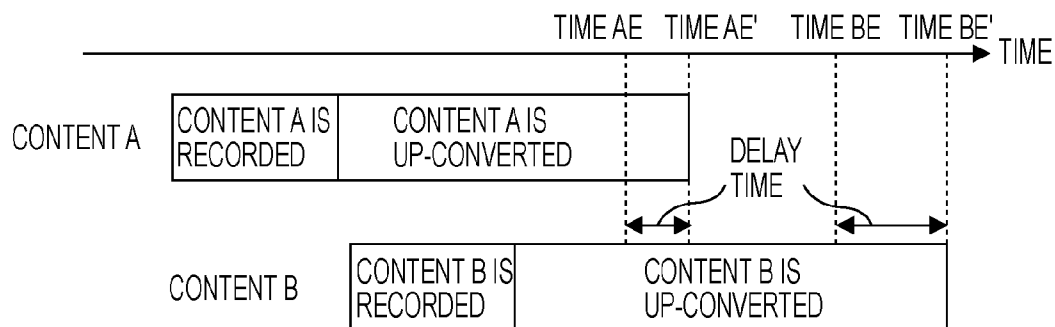 TIME AE TIME AE' TIME BE TIME BE'
TIME
CONTENT A
CONTENT A IS
RECORDED
CONTENT A IS
UP-CONVERTED
DELAY
TIME
CONTENT B
CONTENT B IS
RECORDED
CONTENT B IS
UP-CONVERTED